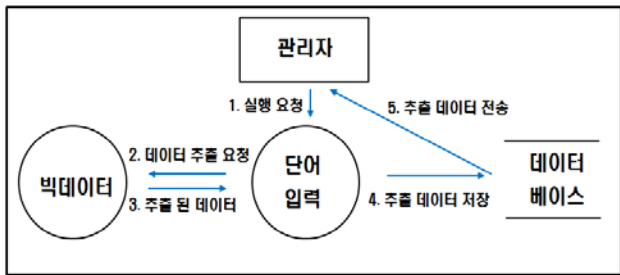 관리자
1. 실행 요청
5. 추출 데이터 전송
2. 데이터 추출 요청
빅데이터
단어
입력
데이터
베이스
3. 추출 된 데이터
4. 추출 데이터 저장